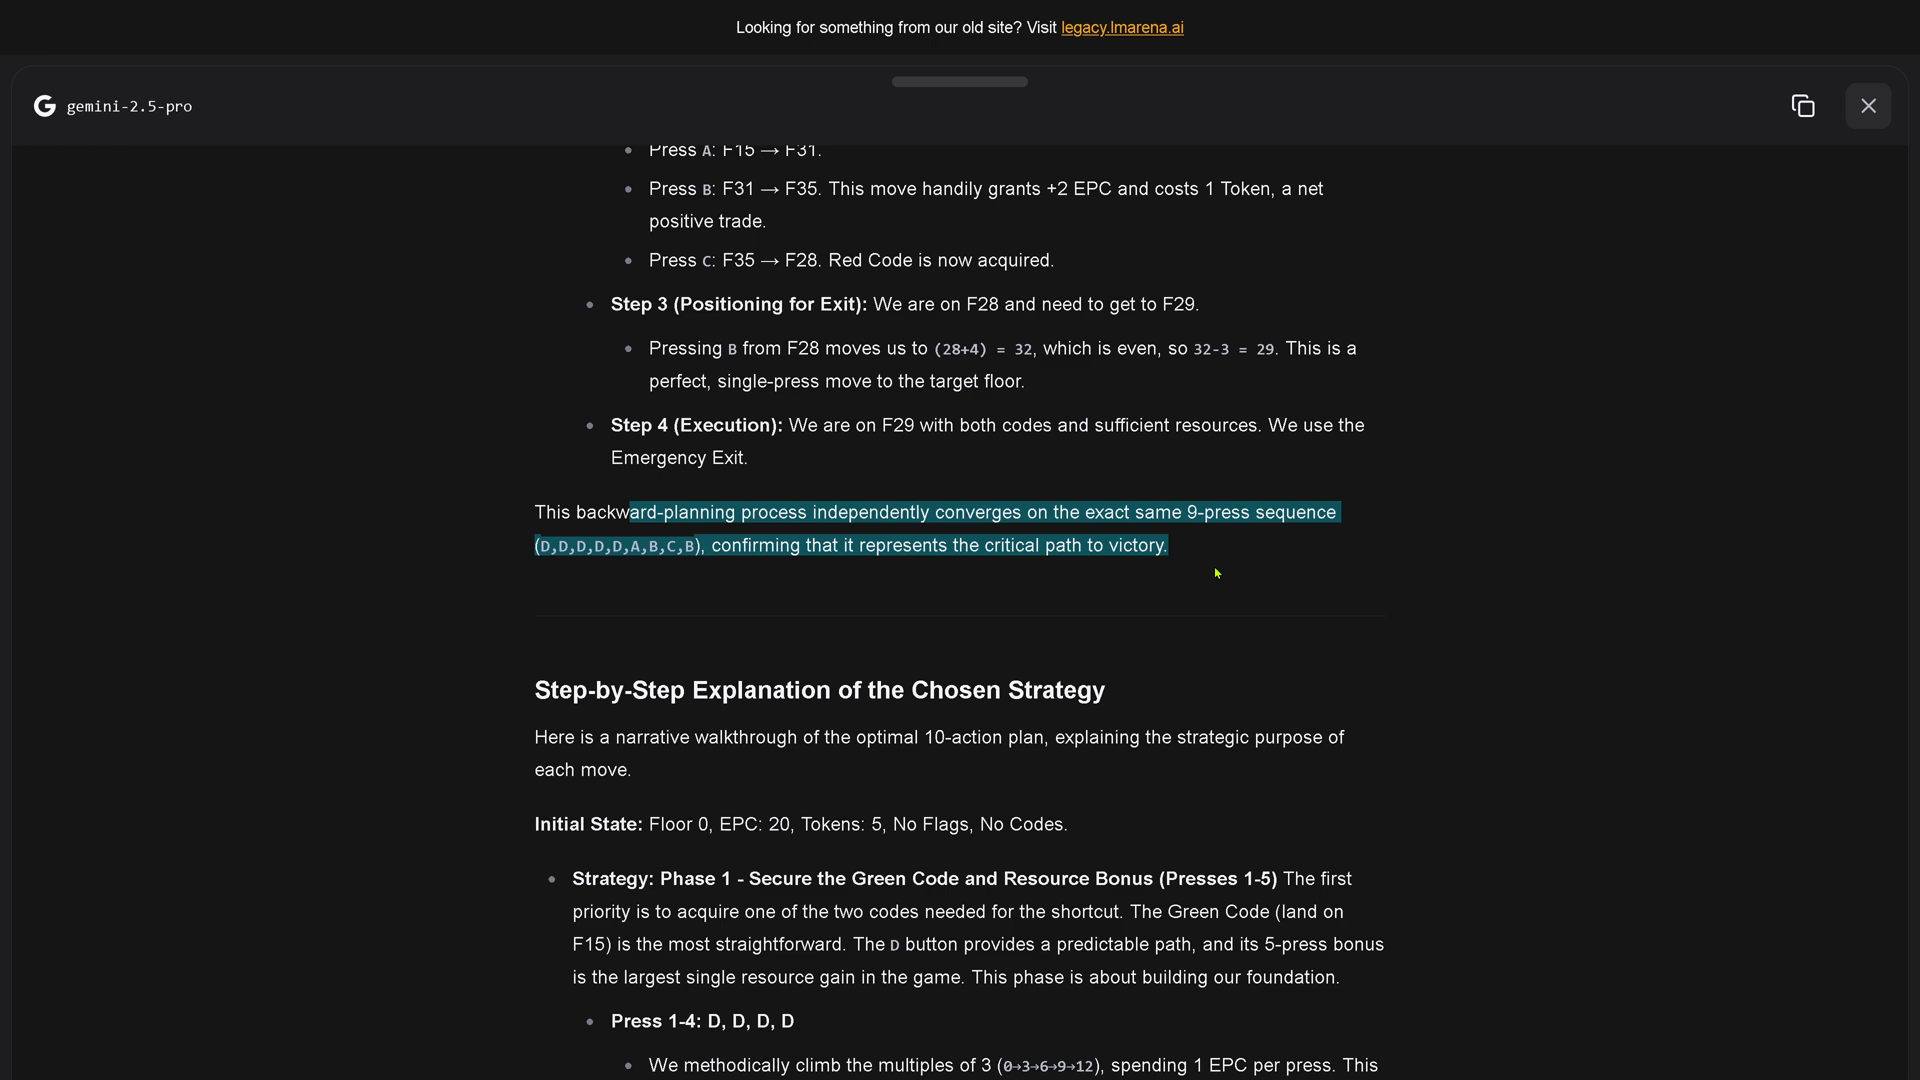 Looking for something from our old site? Visit legacy.lmarena.ai
gemini-2.5-pro
Press A: F15 → F31.
Press B: F31 → F35. This move handily grants +2 EPC and costs 1 Token, a net
positive trade.
Press C: F35 → F28. Red Code is now acquired.
Step 3 (Positioning for Exit): We are on F28 and need to get to F29.
Pressing B from F28 moves us to (28+4) = 32, which is even, so 32-3 = 29. This is a
perfect, single-press move to the target floor.
Step 4 (Execution): We are on F29 with both codes and sufficient resources. We use the
Emergency Exit.
This backward-planning process independently converges on the exact same 9-press sequence
(D,D,D,D,D,A,B,C,B), confirming that it represents the critical path to victory.
Step-by-Step Explanation of the Chosen Strategy
Here is a narrative walkthrough of the optimal 10-action plan, explaining the strategic purpose of
each move.
Initial State: Floor 0, EPC: 20, Tokens: 5, No Flags, No Codes.
Strategy: Phase 1 - Secure the Green Code and Resource Bonus (Presses 1-5) The first
priority is to acquire one of the two codes needed for the shortcut. The Green Code (land on
F15) is the most straightforward. The D button provides a predictable path, and its 5-press bonus
is the largest single resource gain in the game. This phase is about building our foundation.
Press 1-4: D, D, D, D
We methodically climb the multiples of 3 (0→3→6→9→12), spending 1 EPC per press. This